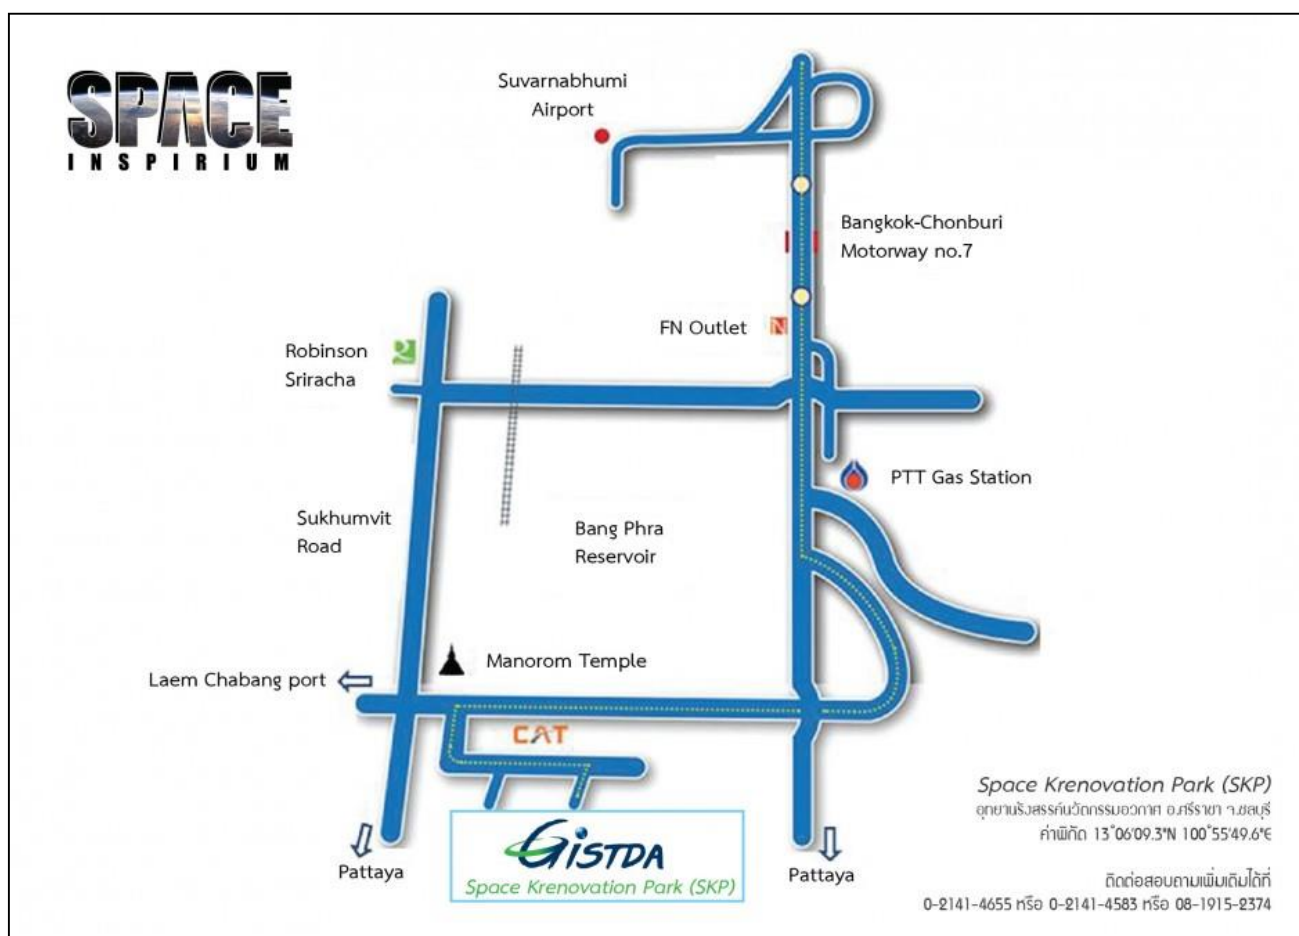 SPACE
INSPIRIUM
Suvarnabhumi
Airport
Bangkok-Chonburi
Motorway no.7
FN Outlet
N
Robinson
Sriracha
PTT Gas Station
Sukhumvit
Road
Bang Phra
Reservoir
Manorom Temple
Laem Chabang port
CAT
Pattaya
GISTDA
Space Krenovation Park (SKP)
Pattaya
Space Krenovation Park (SKP)
อุทยานรังสรรค์นวัตกรรมอวกาศ อ.ศรีราชา จ.ชลบุรี
ค่าพิกัด 13°06'09.3"N 100°55'49.6"E
ติดต่อสอบถามเพิ่มเติมได้ที่
0-2141-4655 หรือ 0-2141-4583 หรือ 08-1915-2374